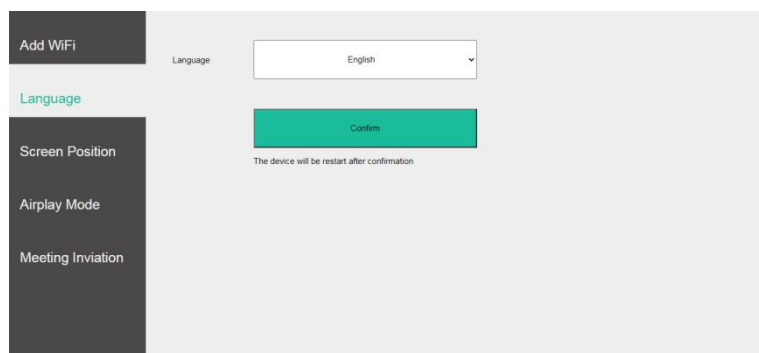 Add WiFi
Language
Screen Position
Airplay Mode
Meeting Inviation
Language
English
Confirm
The device will be restart after confirmation